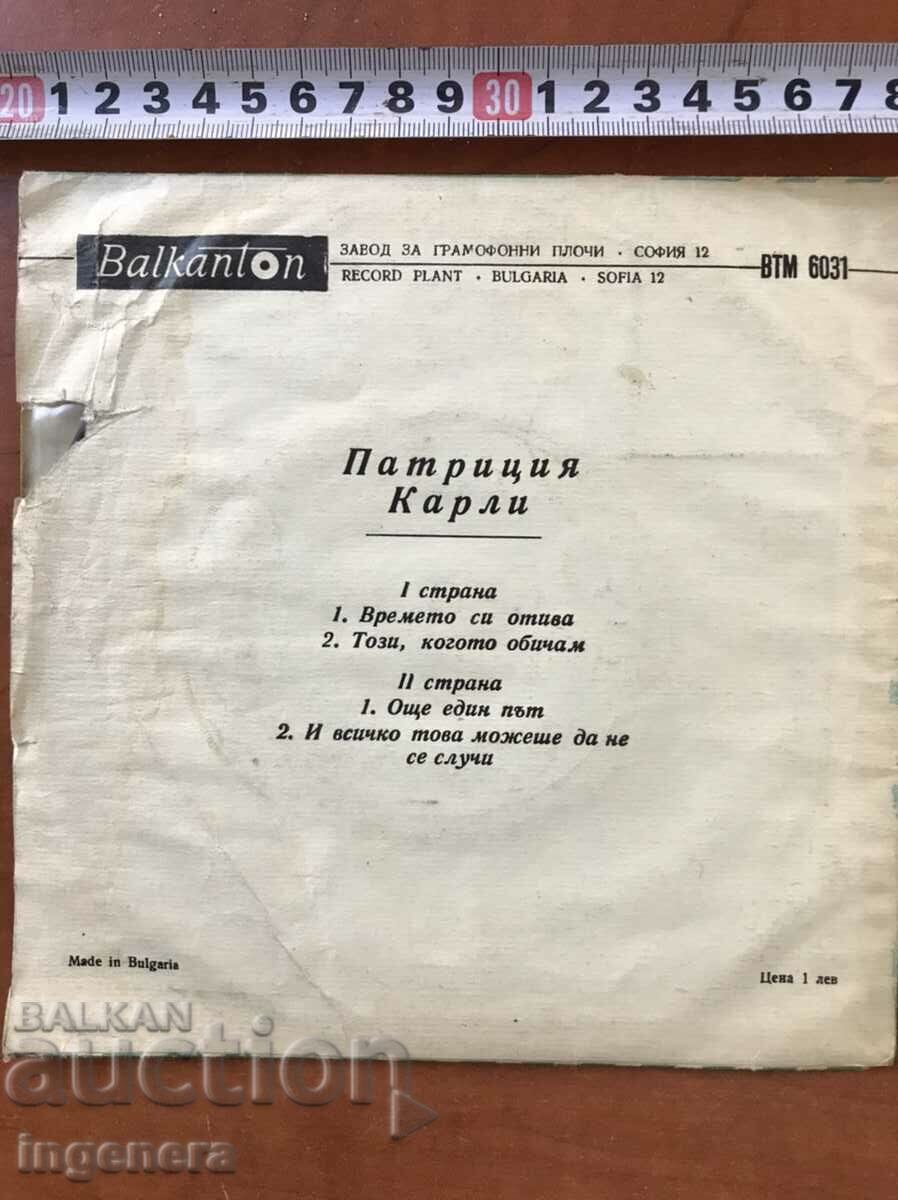 20 1 2 3 4 5 6 7 8 9 30 1 2 3 4 5 6 7 8
Balkanton
ЗАВОД ЗА ГРАМОФОННИ ПЛОЧИ · СОФИЯ 12
RECORD PLANT · BULGARIA · SOFIA 12
ВТМ 6031
Патриция
Карли
I страна
1. Времето си отива
2. Този, когото обичам
II страна
1. Още един път
2. И всичко това можеше да не
се случи
Made in Bulgaria
Цена 1 лев
BALKAN
auction
ingenera